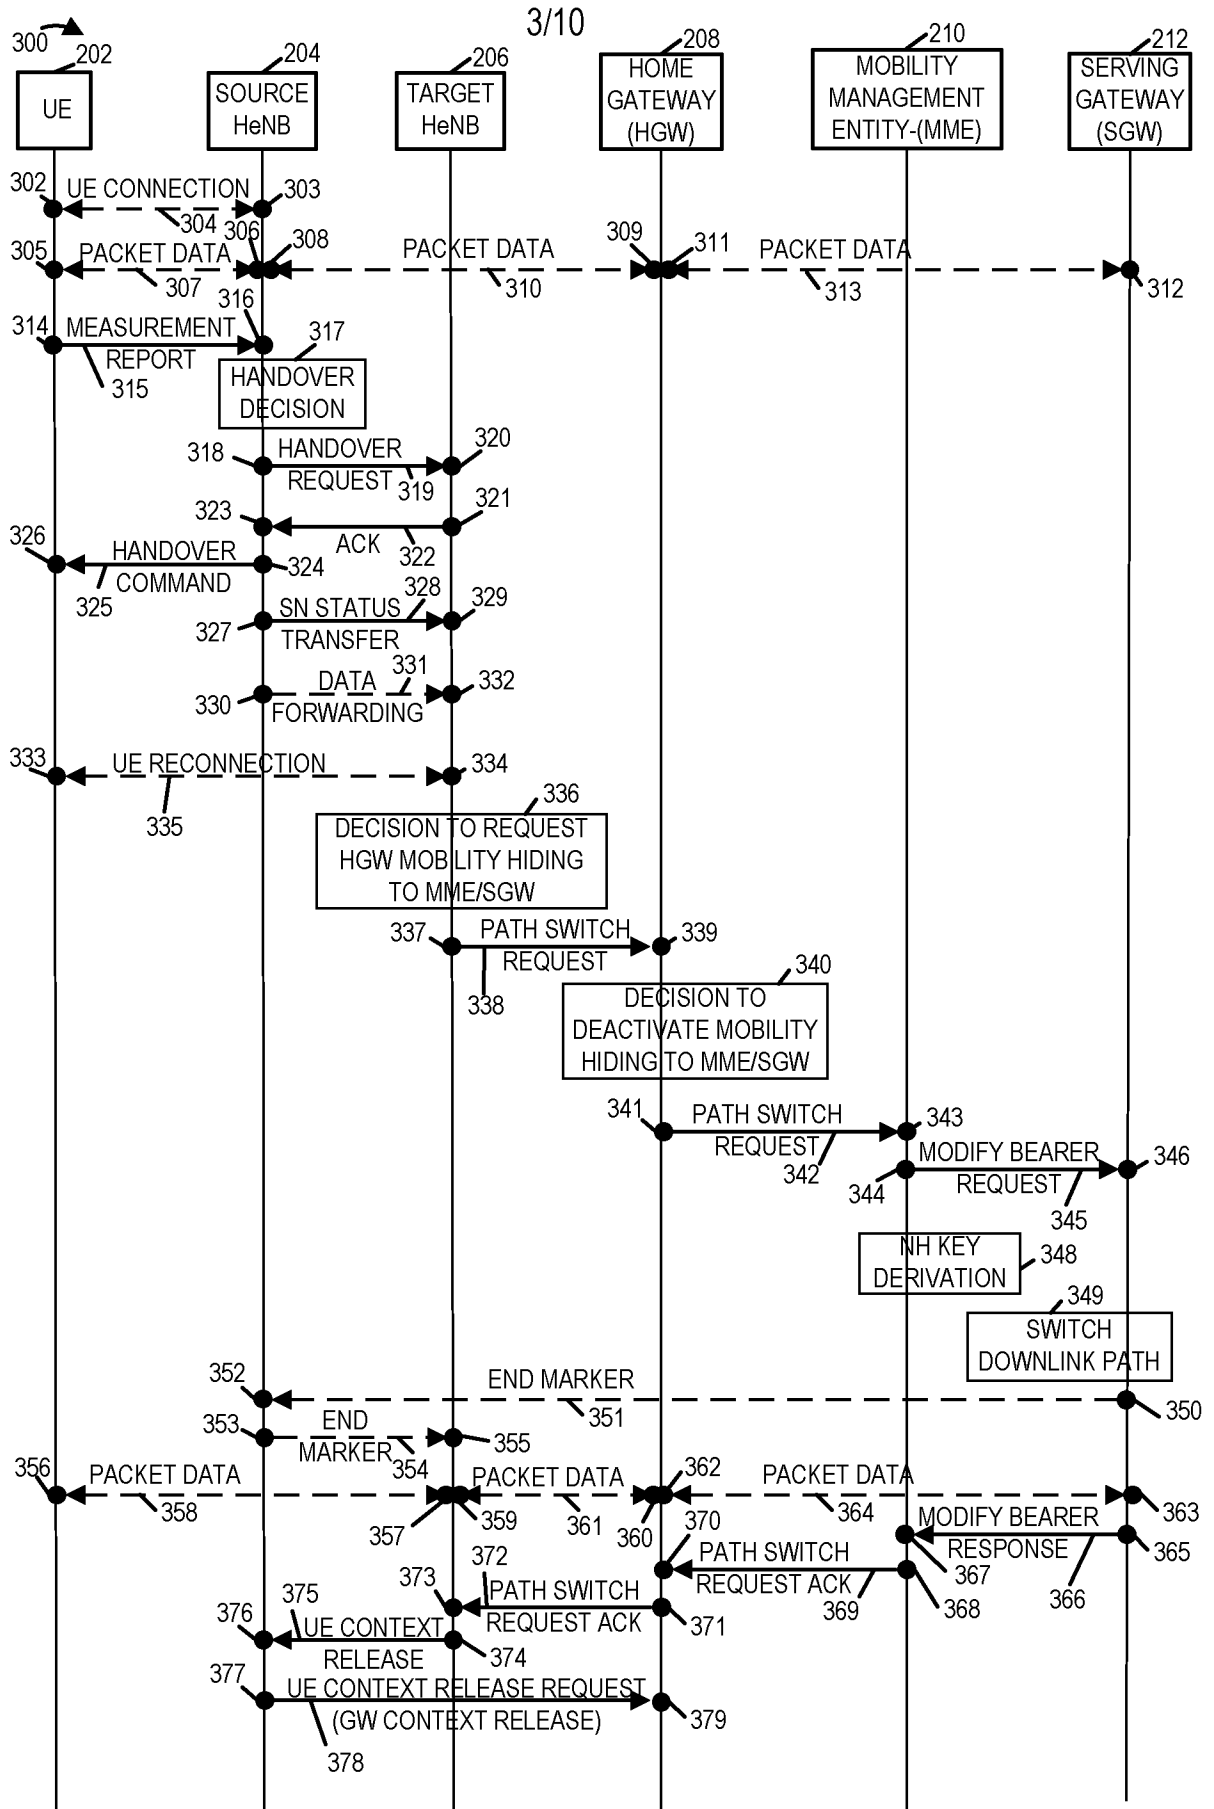 3/10
300
202
204
206
208
210
212
UE
SOURCE
HeNB
TARGET
HeNB
HOME
GATEWAY
(HGW)
MOBILITY
MANAGEMENT
ENTITY-(MME)
SERVING
GATEWAY
(SGW)
302
UE CONNECTION
303
304
305
PACKET DATA
306
308
307
PACKET DATA
310
309
311
PACKET DATA
313
312
314
MEASUREMENT
REPORT
315
316
317
HANDOVER
DECISION
318
HANDOVER
REQUEST
319
320
323
ACK
322
321
326
HANDOVER
COMMAND
325
324
327
SN STATUS
TRANSFER
328
329
330
DATA
FORWARDING
331
332
333
UE RECONNECTION
334
335
336
DECISION TO REQUEST
HGW MOBILITY HIDING
TO MME/SGW
337
PATH SWITCH
REQUEST
338
339
340
DECISION TO
DEACTIVATE MOBILITY
HIDING TO MME/SGW
341
PATH SWITCH
REQUEST
342
343
344
MODIFY BEARER
REQUEST
345
346
NH KEY
DERIVATION
348
349
SWITCH
DOWNLINK PATH
352
END MARKER
351
350
353
END
MARKER
354
355
356
PACKET DATA
358
357
359
PACKET DATA
361
360
362
PACKET DATA
364
363
MODIFY BEARER
RESPONSE
365
366
367
370
PATH SWITCH
REQUEST ACK
369
368
373
372
PATH SWITCH
REQUEST ACK
371
376
375
UE CONTEXT
RELEASE
374
377
UE CONTEXT RELEASE REQUEST
(GW CONTEXT RELEASE)
378
379